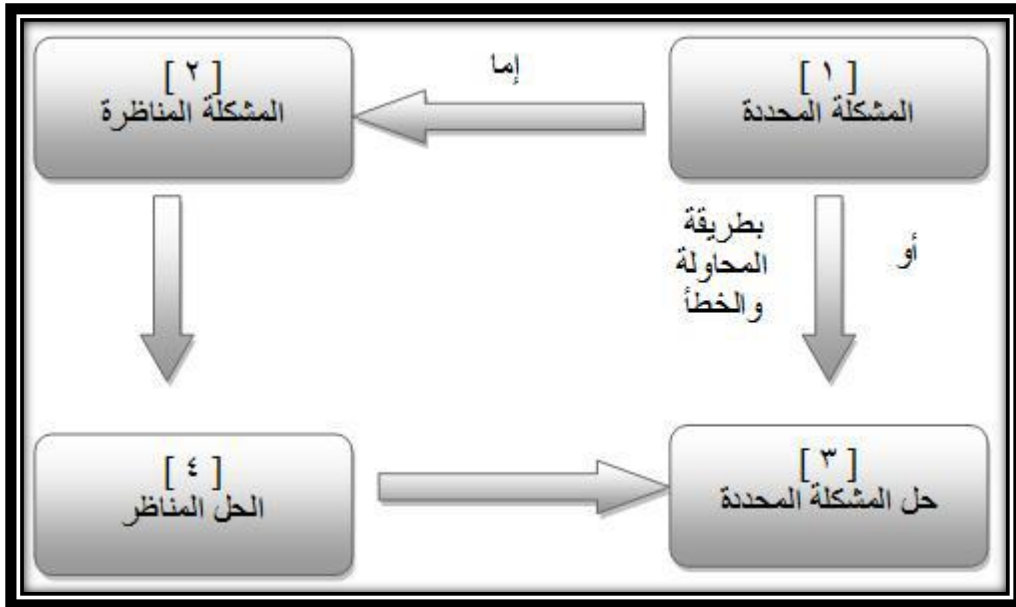 [ ١ ]
المشكلة المحددة
إما
[ ٢ ]
المشكلة المناظرة
أو
بطريقة
المحاولة
والخطأ
[ ٣ ]
حل المشكلة المحددة
[ ٤ ]
الحل المناظر